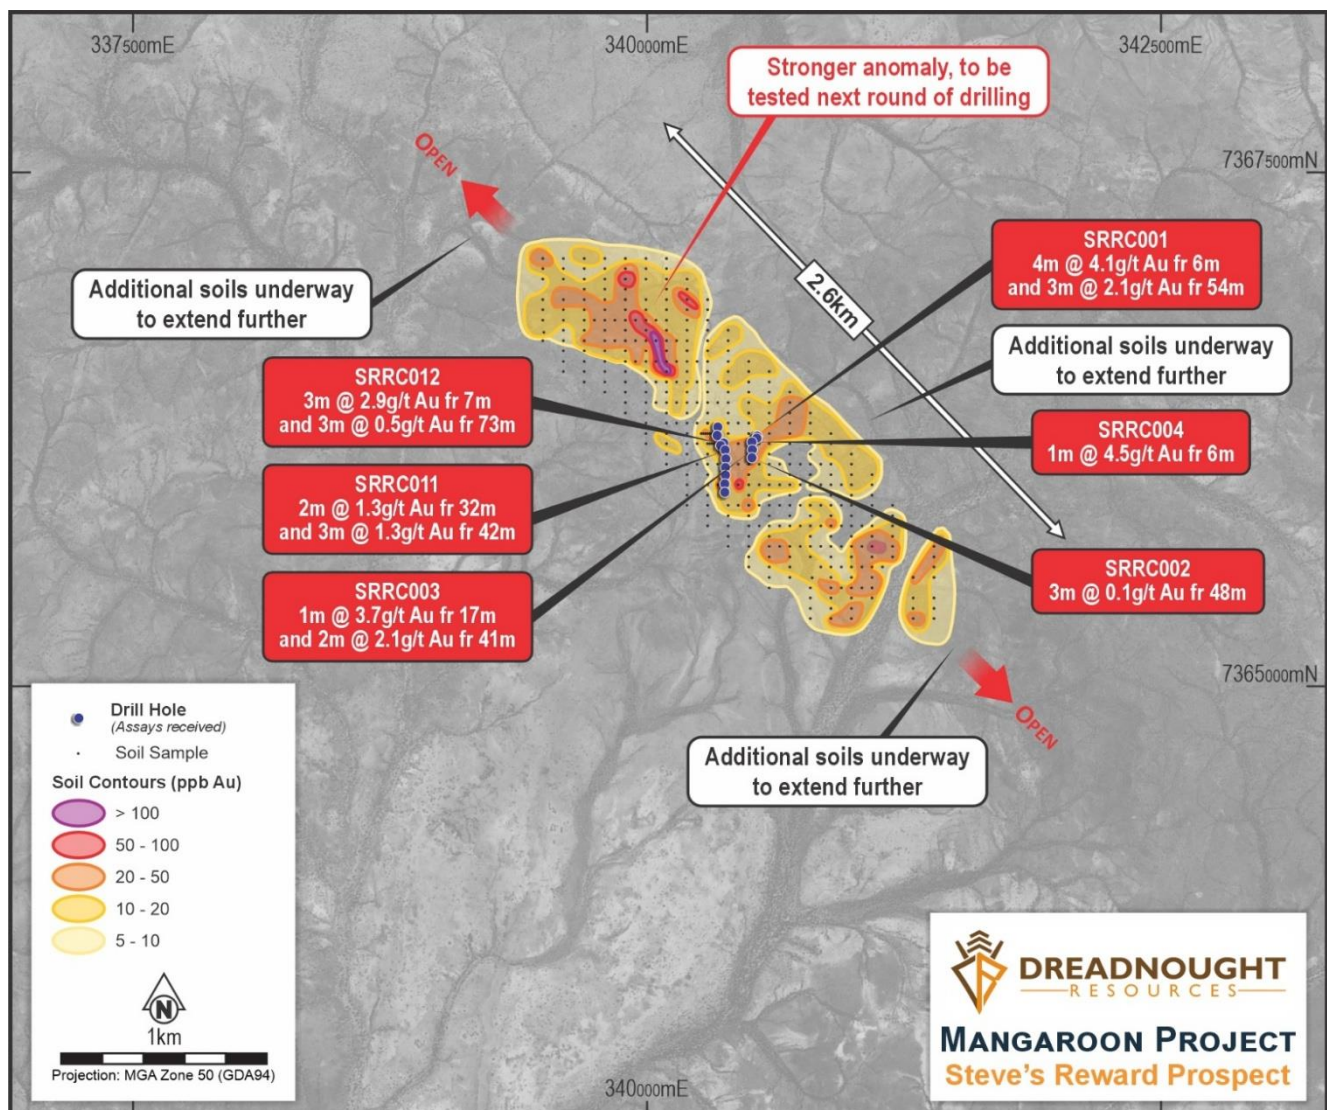 337500mE
340000mE
342500mE
Stronger anomaly, to be
tested next round of drilling
OPEN
7367500mN
SRRC001
4m @ 4.1g/t Au fr 6m
and 3m @ 2.1g/t Au fr 54m
2.6km
Additional soils underway
to extend further
Additional soils underway
to extend further
SRRC012
3m @ 2.9g/t Au fr 7m
and 3m @ 0.5g/t Au fr 73m
SRRC004
1m @ 4.5g/t Au fr 6m
SRRC011
2m @ 1.3g/t Au fr 32m
and 3m @ 1.3g/t Au fr 42m
SRRC002
3m @ 0.1g/t Au fr 48m
SRRC003
1m @ 3.7g/t Au fr 17m
and 2m @ 2.1g/t Au fr 41m
7365000mN
OPEN
Additional soils underway
to extend further
Drill Hole
(Assays received)
Soil Sample
Soil Contours (ppb Au)
> 100
50 - 100
20 - 50
10 - 20
5 - 10
N
1km
Projection: MGA Zone 50 (GDA94)
340000mE
DREADNOUGHT
RESOURCES
MANGAROON PROJECT
Steve's Reward Prospect